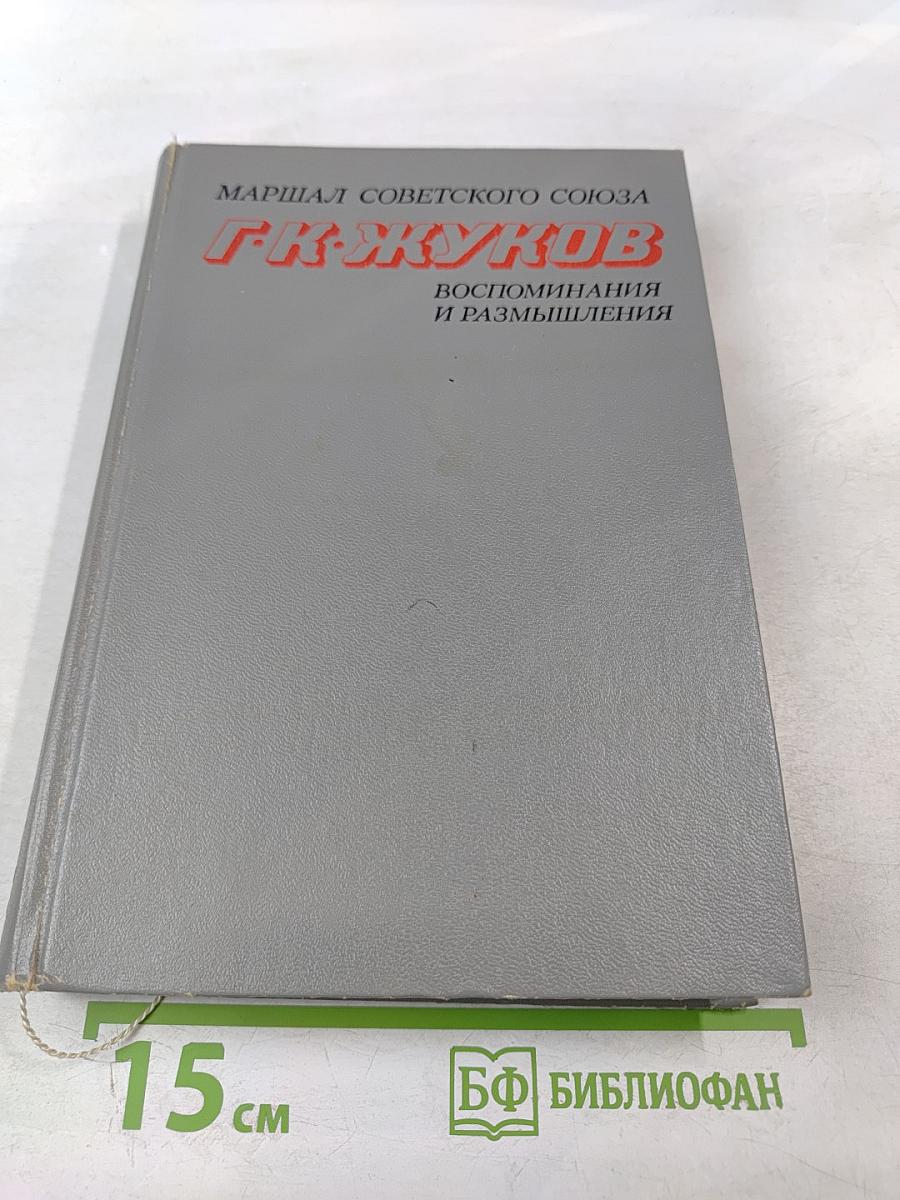 МАРШАЛ СОВЕТСКОГО СОЮЗА
Г·К·ЖУКОВ
ВОСПОМИНАНИЯ
И РАЗМЫШЛЕНИЯ
15 см
БФ БИБЛИОФАН